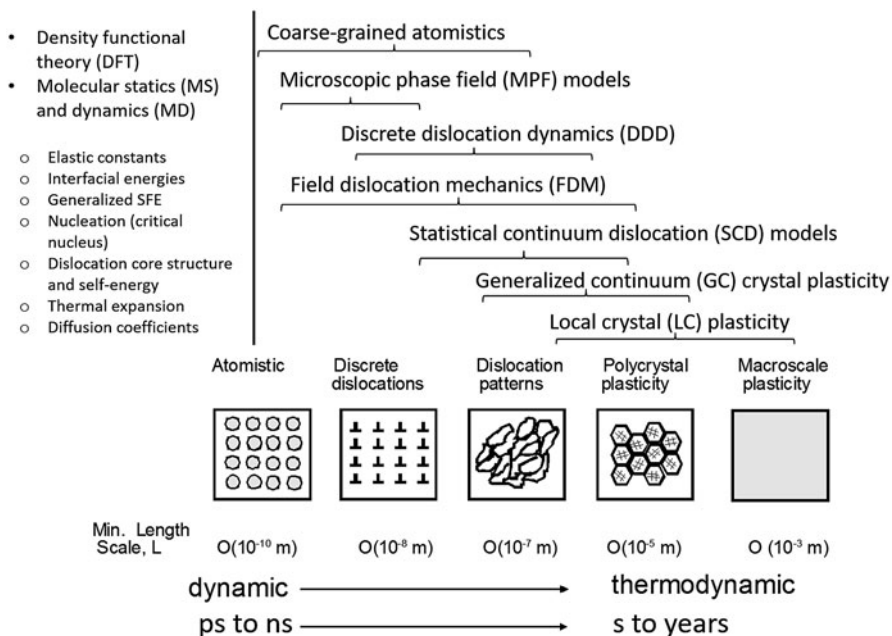 • Density functional
theory (DFT)
• Molecular statics (MS)
and dynamics (MD)
o Elastic constants
o Interfacial energies
o Generalized SFE
o Nucleation (critical
nucleus)
o Dislocation core structure
and self-energy
o Thermal expansion
o Diffusion coefficients
Coarse-grained atomistics
Microscopic phase field (MPF) models
Discrete dislocation dynamics (DDD)
Field dislocation mechanics (FDM)
Statistical continuum dislocation (SCD) models
Generalized continuum (GC) crystal plasticity
Local crystal (LC) plasticity
Atomistic
Discrete
dislocations
Dislocation
patterns
Polycrystal
plasticity
Macroscale
plasticity
Min. Length
Scale, L
O(10⁻¹⁰ m) O(10⁻⁸ m) O(10⁻⁷ m) O(10⁻⁵ m) O (10⁻³ m)
dynamic thermodynamic
ps to ns s to years